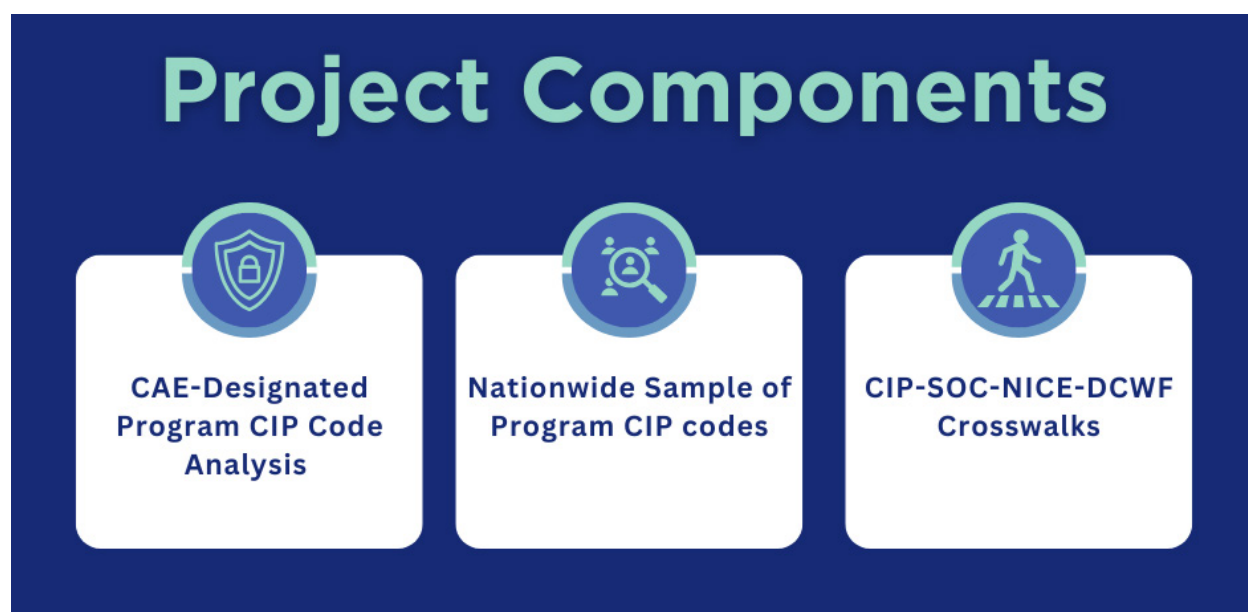 Project Components
CAE-Designated
Program CIP Code
Analysis
Nationwide Sample of
Program CIP codes
CIP-SOC-NICE-DCWF
Crosswalks